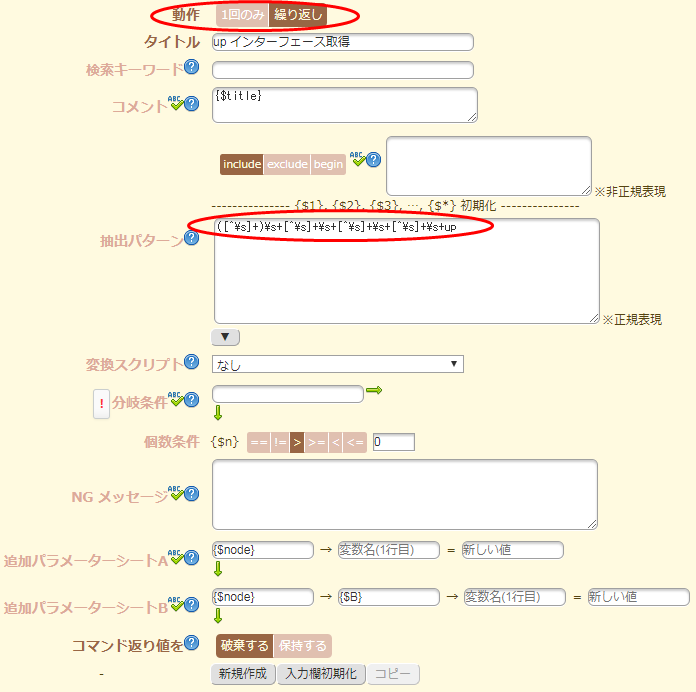 動作 1回のみ 繰り返し
タイトル up インターフェース取得
検索キーワード ?
コメント ABC ? {$title}
include exclude begin ABC ? ※非正規表現
-------------- {$1}, {$2}, {$3}, …, {$*} 初期化 --------------
抽出パターン ? ([^\s]+)\s+[^\s]+\s+[^\s]+\s+[^\s]+\s+up
※正規表現
▼
変換スクリプト ? なし ▼
! 分岐条件 ABC ?
個数条件 {$n} == != > >= < <= 0
NG メッセージ ABC ?
追加パラメーターシートA ABC ? {$node} → 変数名(1行目) = 新しい値
追加パラメーターシートB ABC ? {$node} → {$B} → 変数名(1行目) = 新しい値
コマンド返り値を ? 破棄する 保持する
- 新規作成 入力欄初期化 コピー